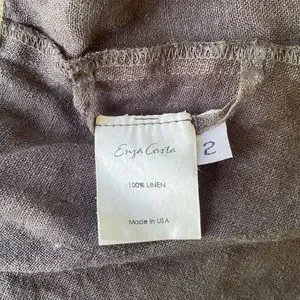 Enza Costa
2
100% LINEN
Made in USA